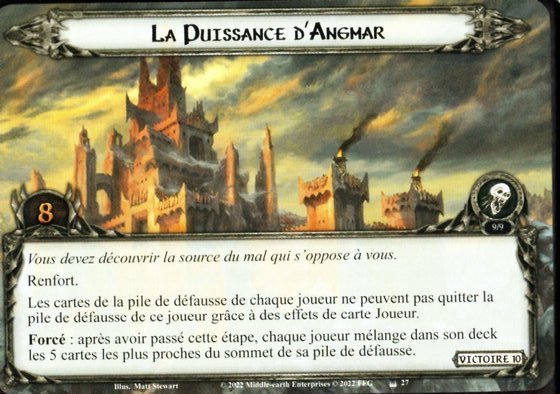 La Puissance d'Angmar
8
9/9
Vous devez découvrir la source du mal qui s'oppose à vous.
Renfort.
Les cartes de la pile de défausse de chaque joueur ne peuvent pas quitter la
pile de défausse de ce joueur grâce à des effets de carte Joueur.
Forcé : après avoir passé cette étape, chaque joueur mélange dans son deck
les 5 cartes les plus proches du sommet de sa pile de défausse.
VICTOIRE 10
Illus. Matt Stewart © 2022 Middle-earth Enterprises © 2022 FFG 27